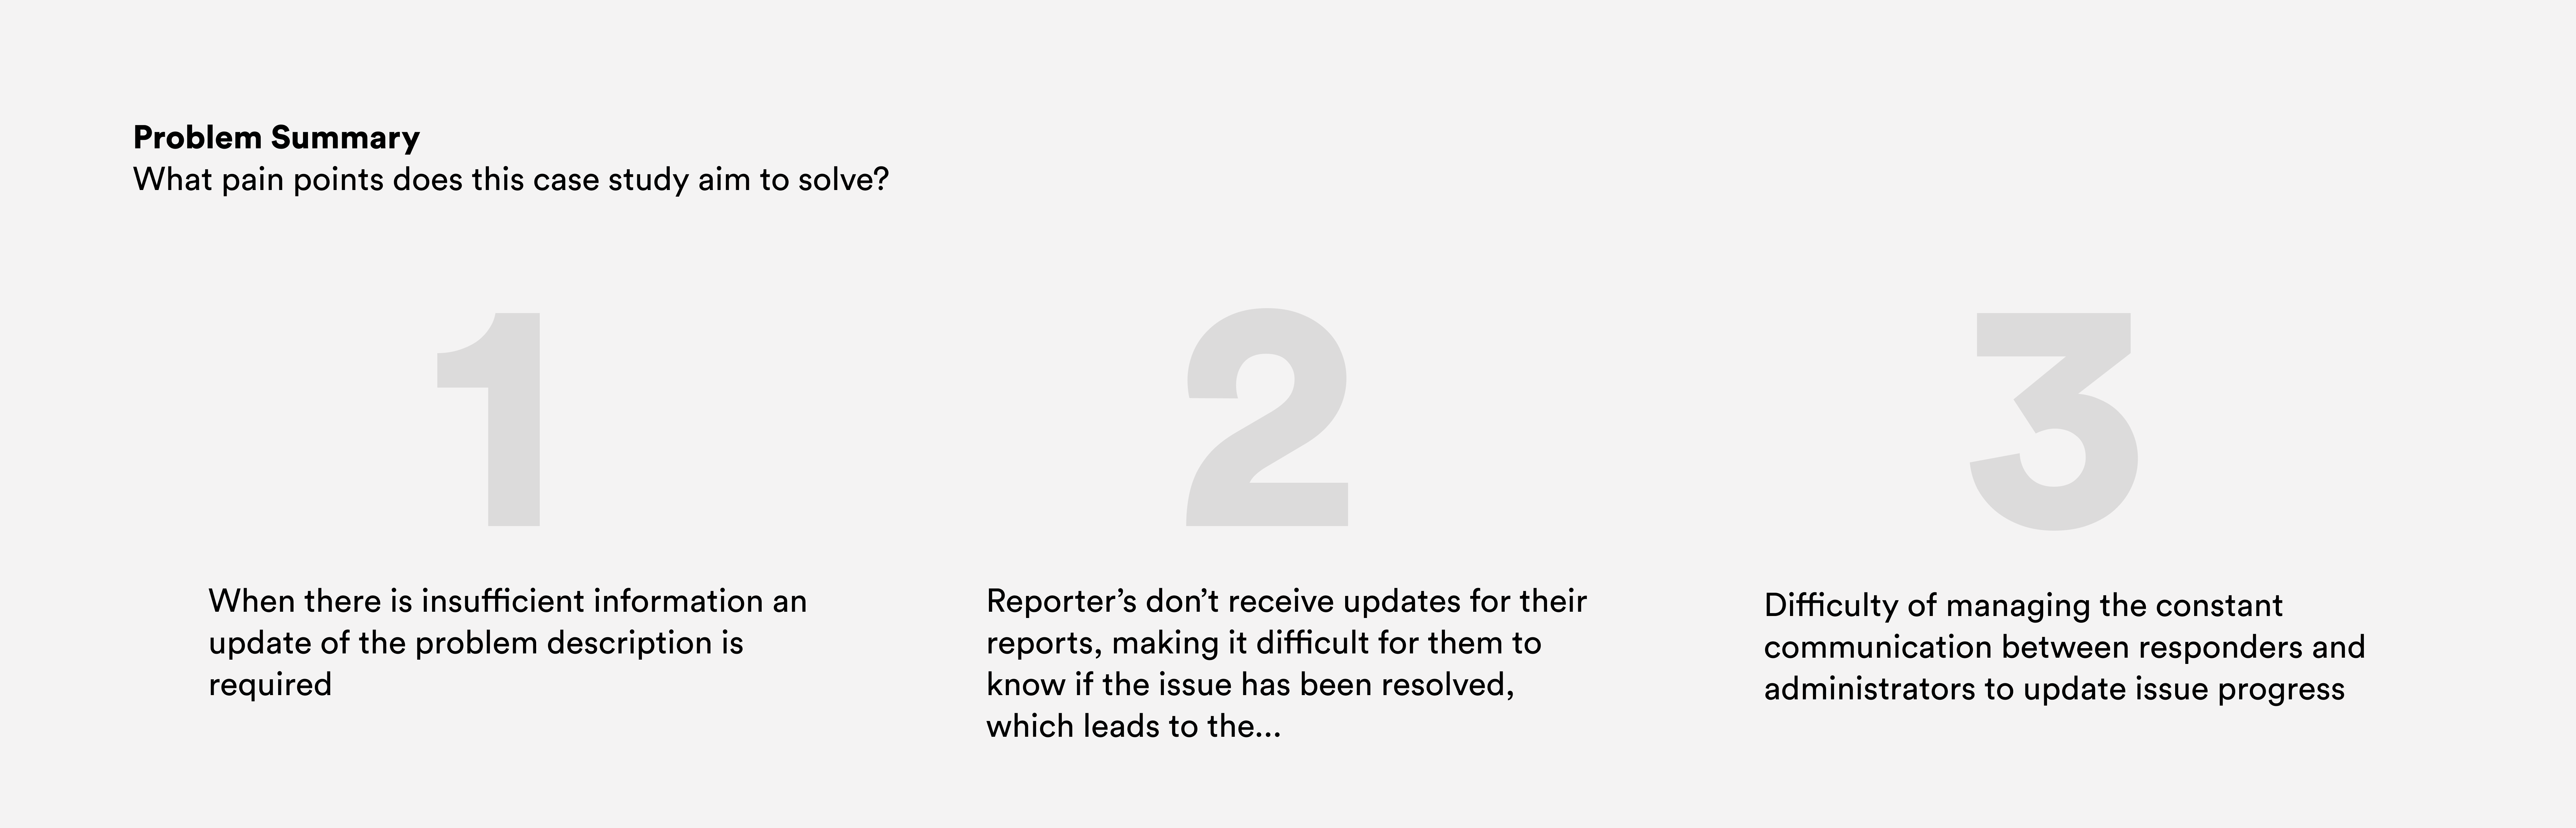 Problem Summary
What pain points does this case study aim to solve?
1
When there is insufficient information an
update of the problem description is
required
2
Reporter’s don’t receive updates for their
reports, making it difficult for them to
know if the issue has been resolved,
which leads to the...
3
Difficulty of managing the constant
communication between responders and
administrators to update issue progress